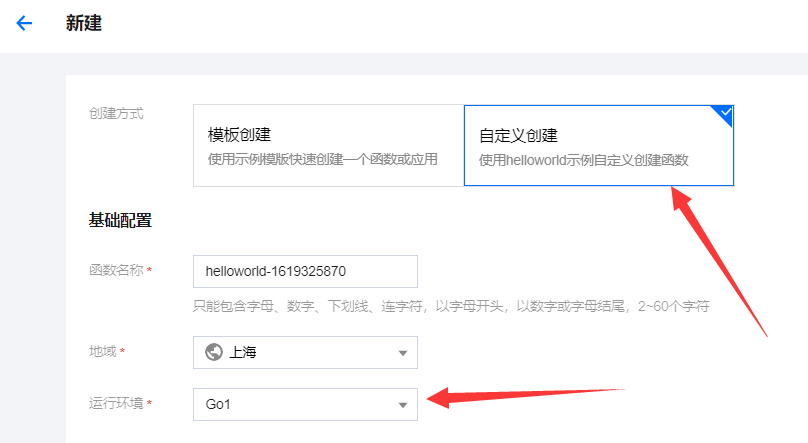 新建
创建方式
模板创建
使用示例模版快速创建一个函数或应用
自定义创建
使用helloworld示例自定义创建函数
基础配置
函数名称 *
helloworld-1619325870
只能包含字母、数字、下划线、连字符，以字母开头，以数字或字母结尾，2~60个字符
地域 *
上海
运行环境 *
Go1